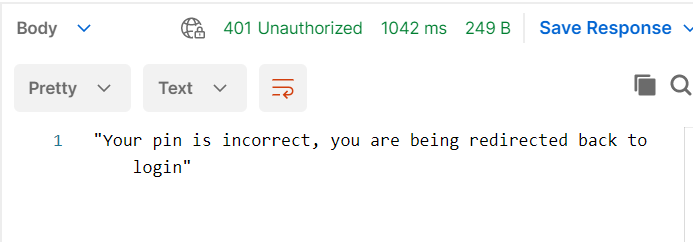 Body 401 Unauthorized 1042 ms 249 B Save Response
Pretty Text
1 "Your pin is incorrect, you are being redirected back to
login"